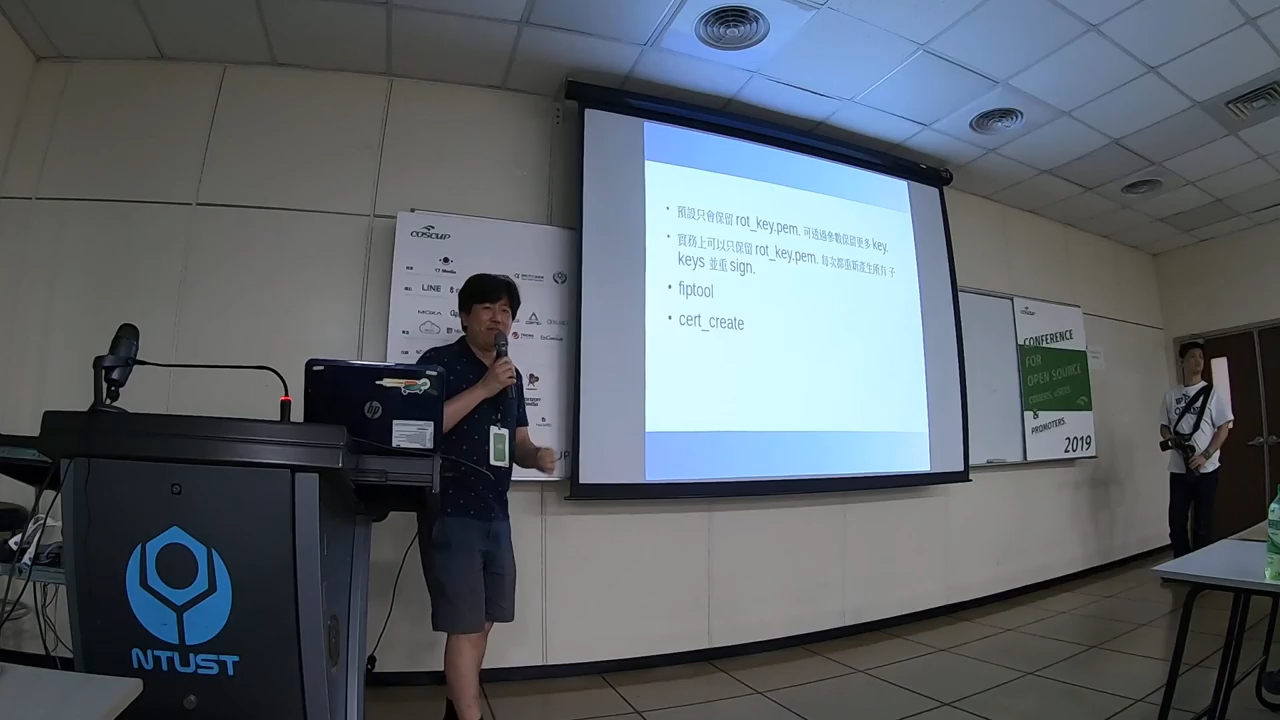 • 預設只會保留 rot_key.pem. 可透過參數保留更多 key.
• 實務上可以只保留 rot_key.pem. 每次都重新產生所有子
keys 並重 sign.
• fiptool
• cert_create
COSCUP
LINE
MOXA
hp
NTUST
COSCUP
CONFERENCE
FOR
OPEN SOURCE
&
PROMOTERS.
2019